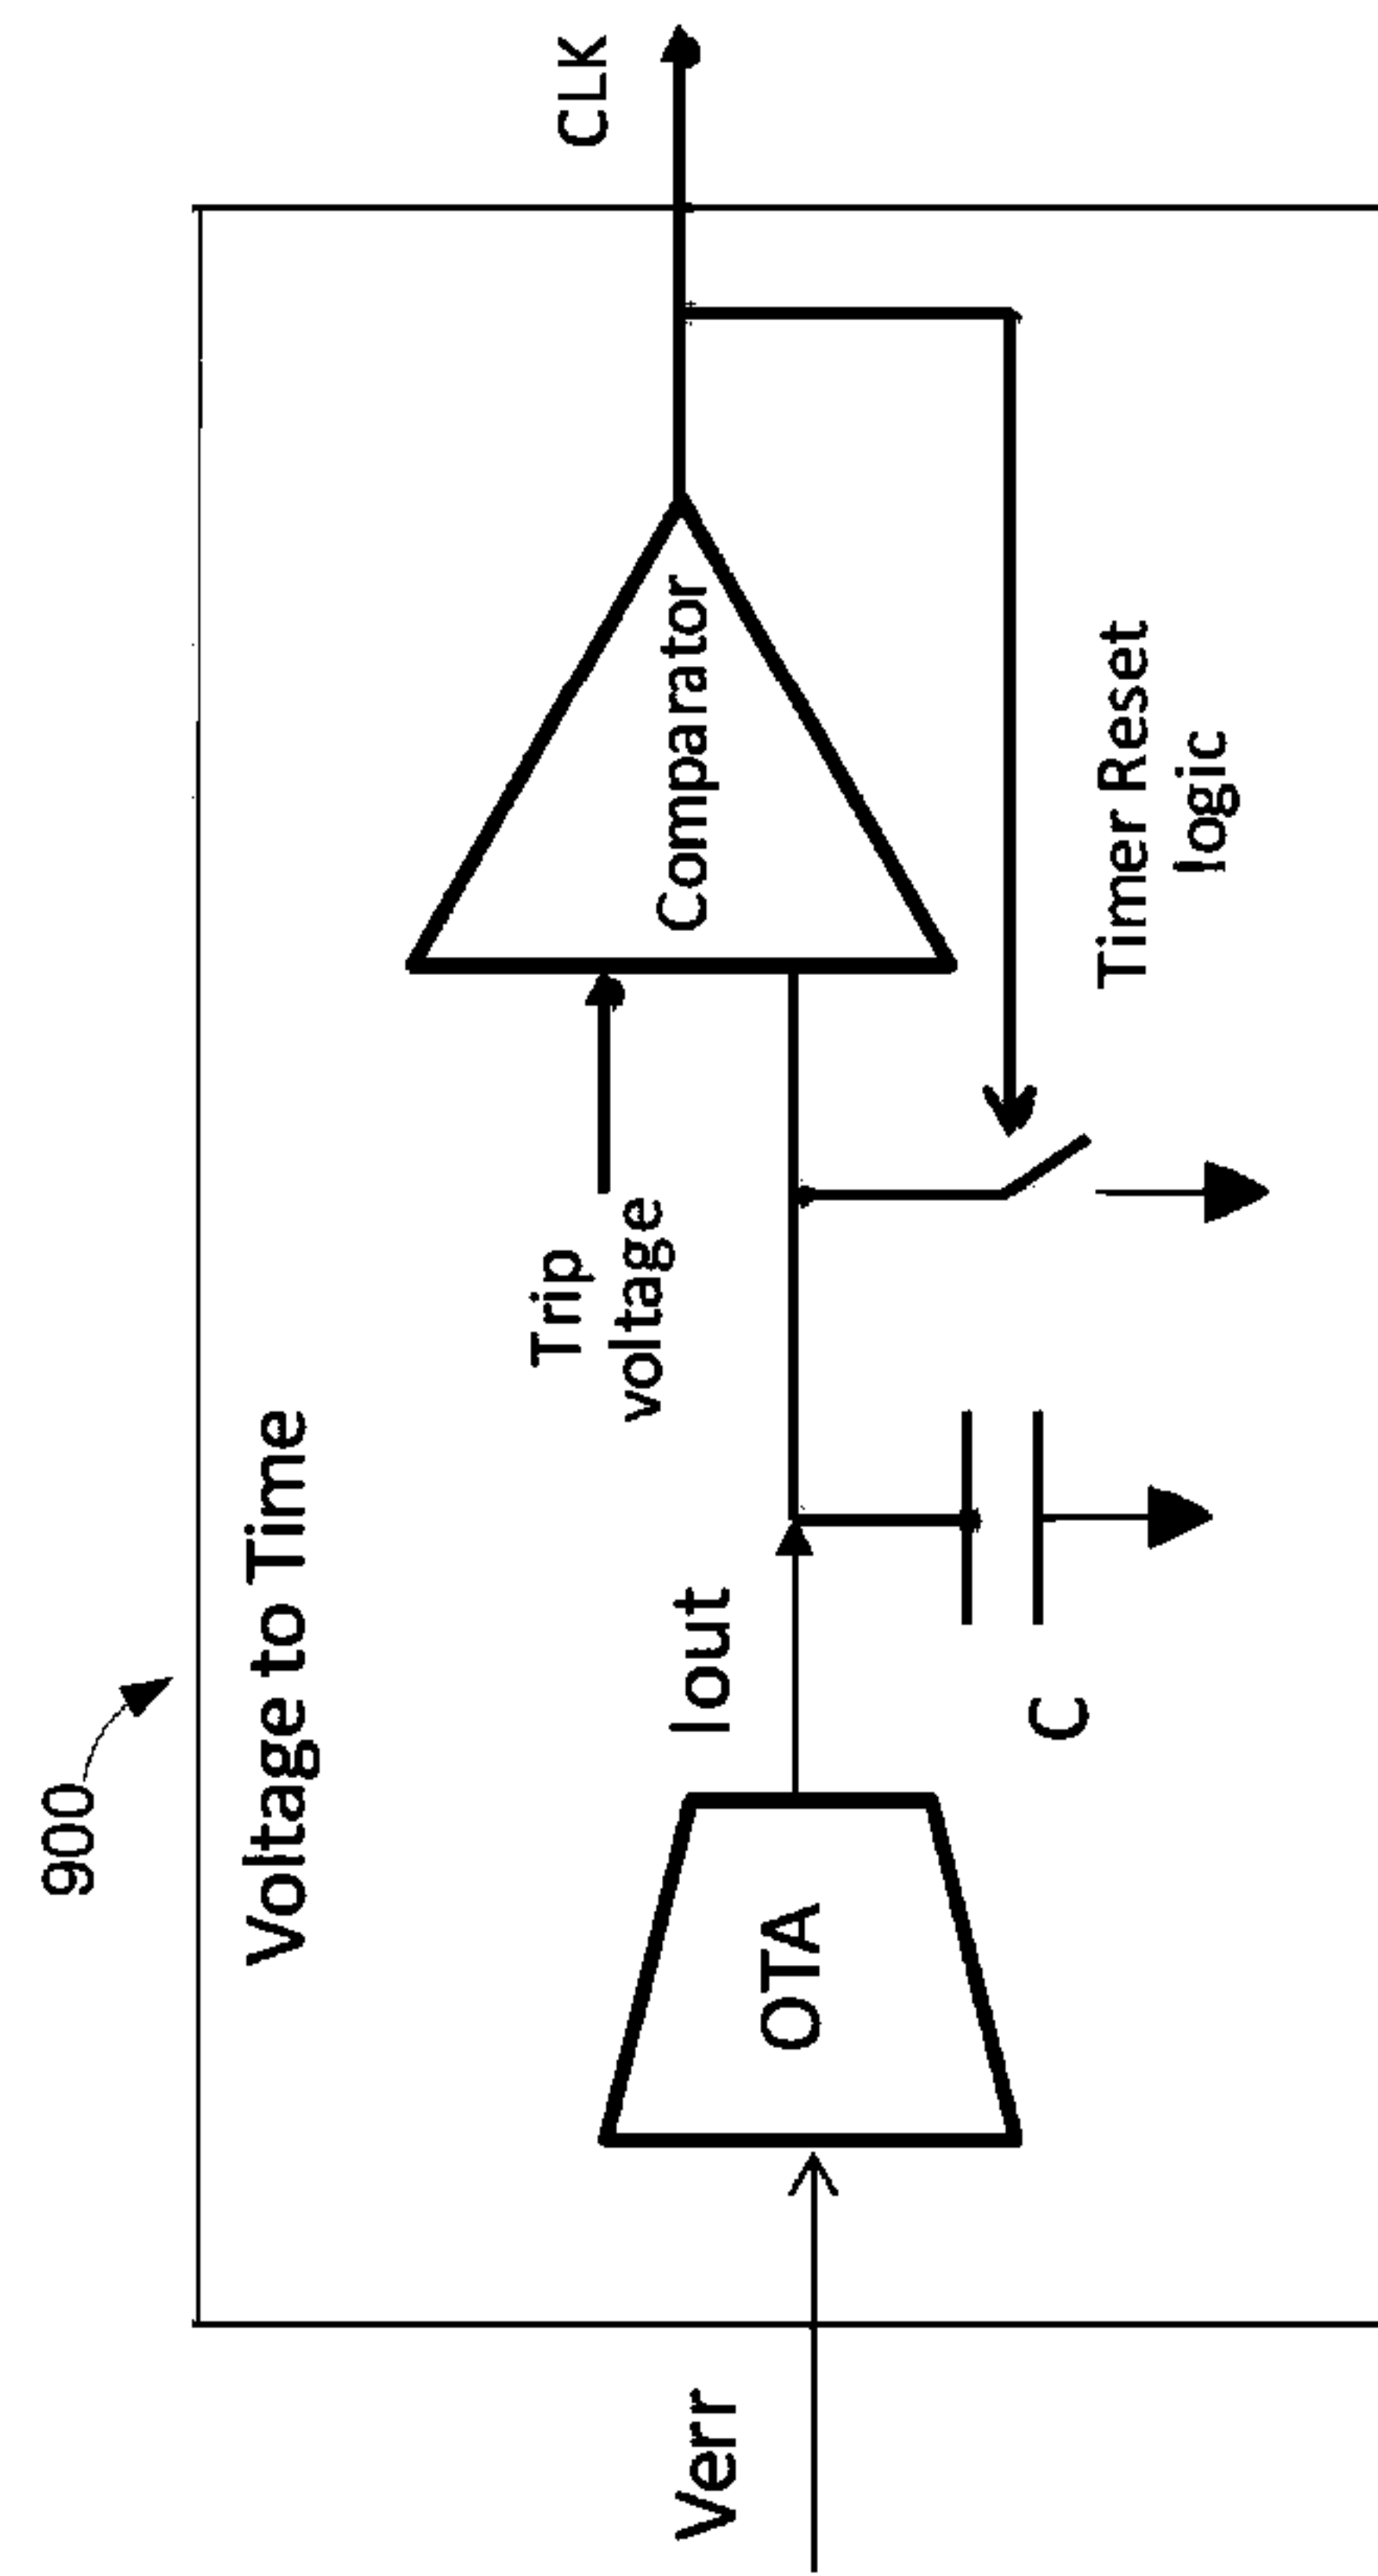 900
Voltage to Time
Verr
OTA
Iout
C
Trip
voltage
Comparator
Timer Reset
logic
CLK